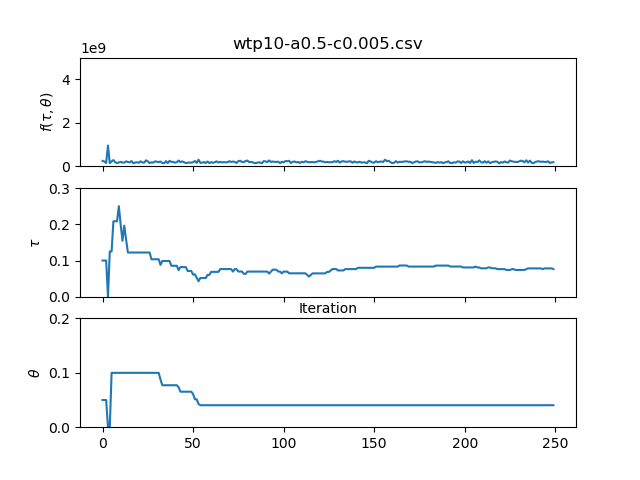 wtp10-a0.5-c0.005.csv
1e9
4
2
0
f(τ, θ)
0.3
0.2
0.1
0.0
τ
Iteration
0.2
0.1
0.0
θ
0 50 100 150 200 250